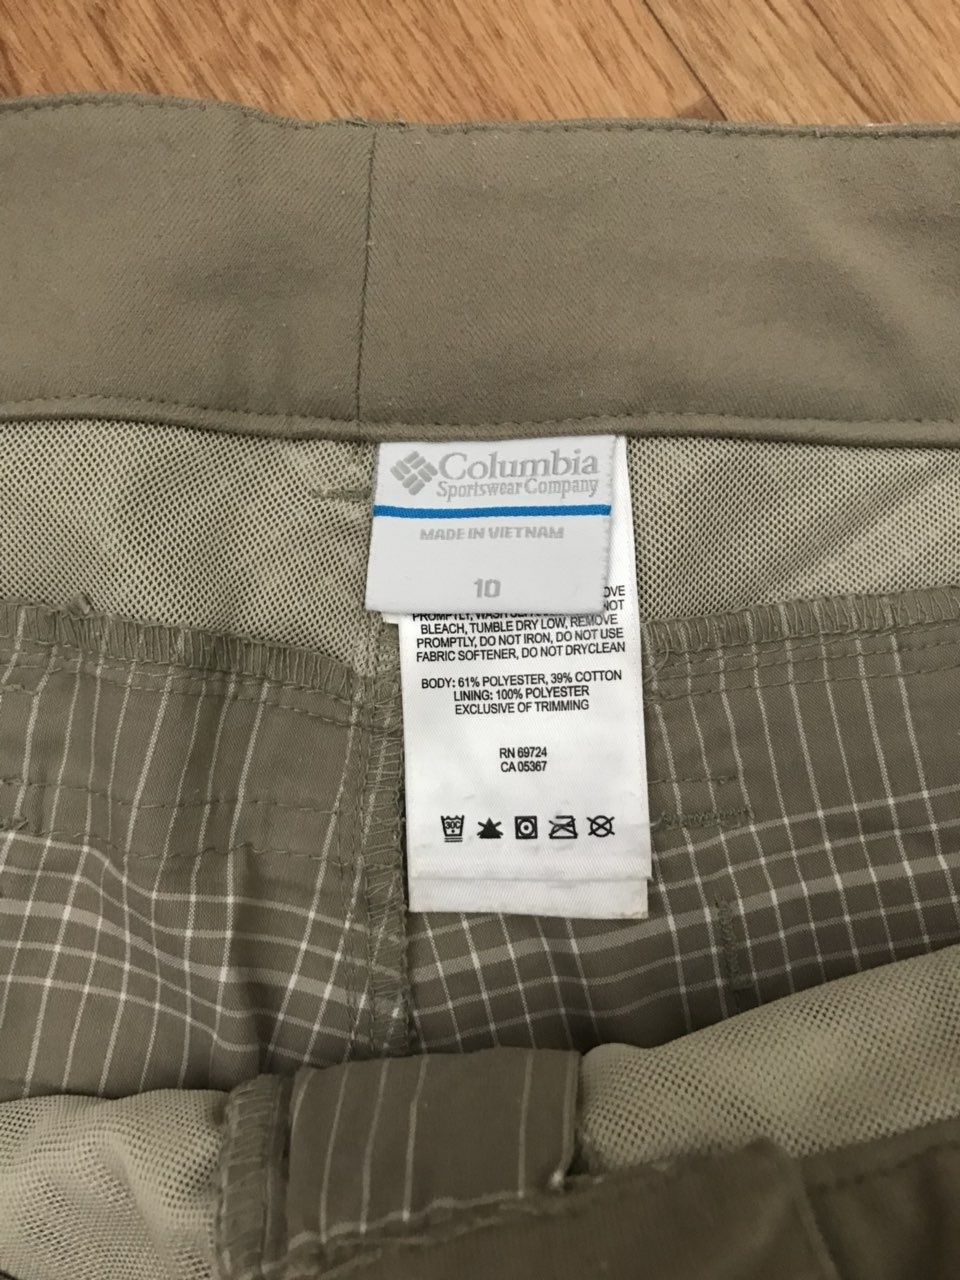 Columbia
Sportswear Company
MADE IN VIETNAM
10
PROMPTLY, WASH
NOT
BLEACH, TUMBLE DRY LOW, REMOVE
PROMPTLY, DO NOT IRON, DO NOT USE
FABRIC SOFTENER, DO NOT DRYCLEAN
BODY: 61% POLYESTER, 39% COTTON
LINING: 100% POLYESTER
EXCLUSIVE OF TRIMMING
RN 69724
CA 05367
30C